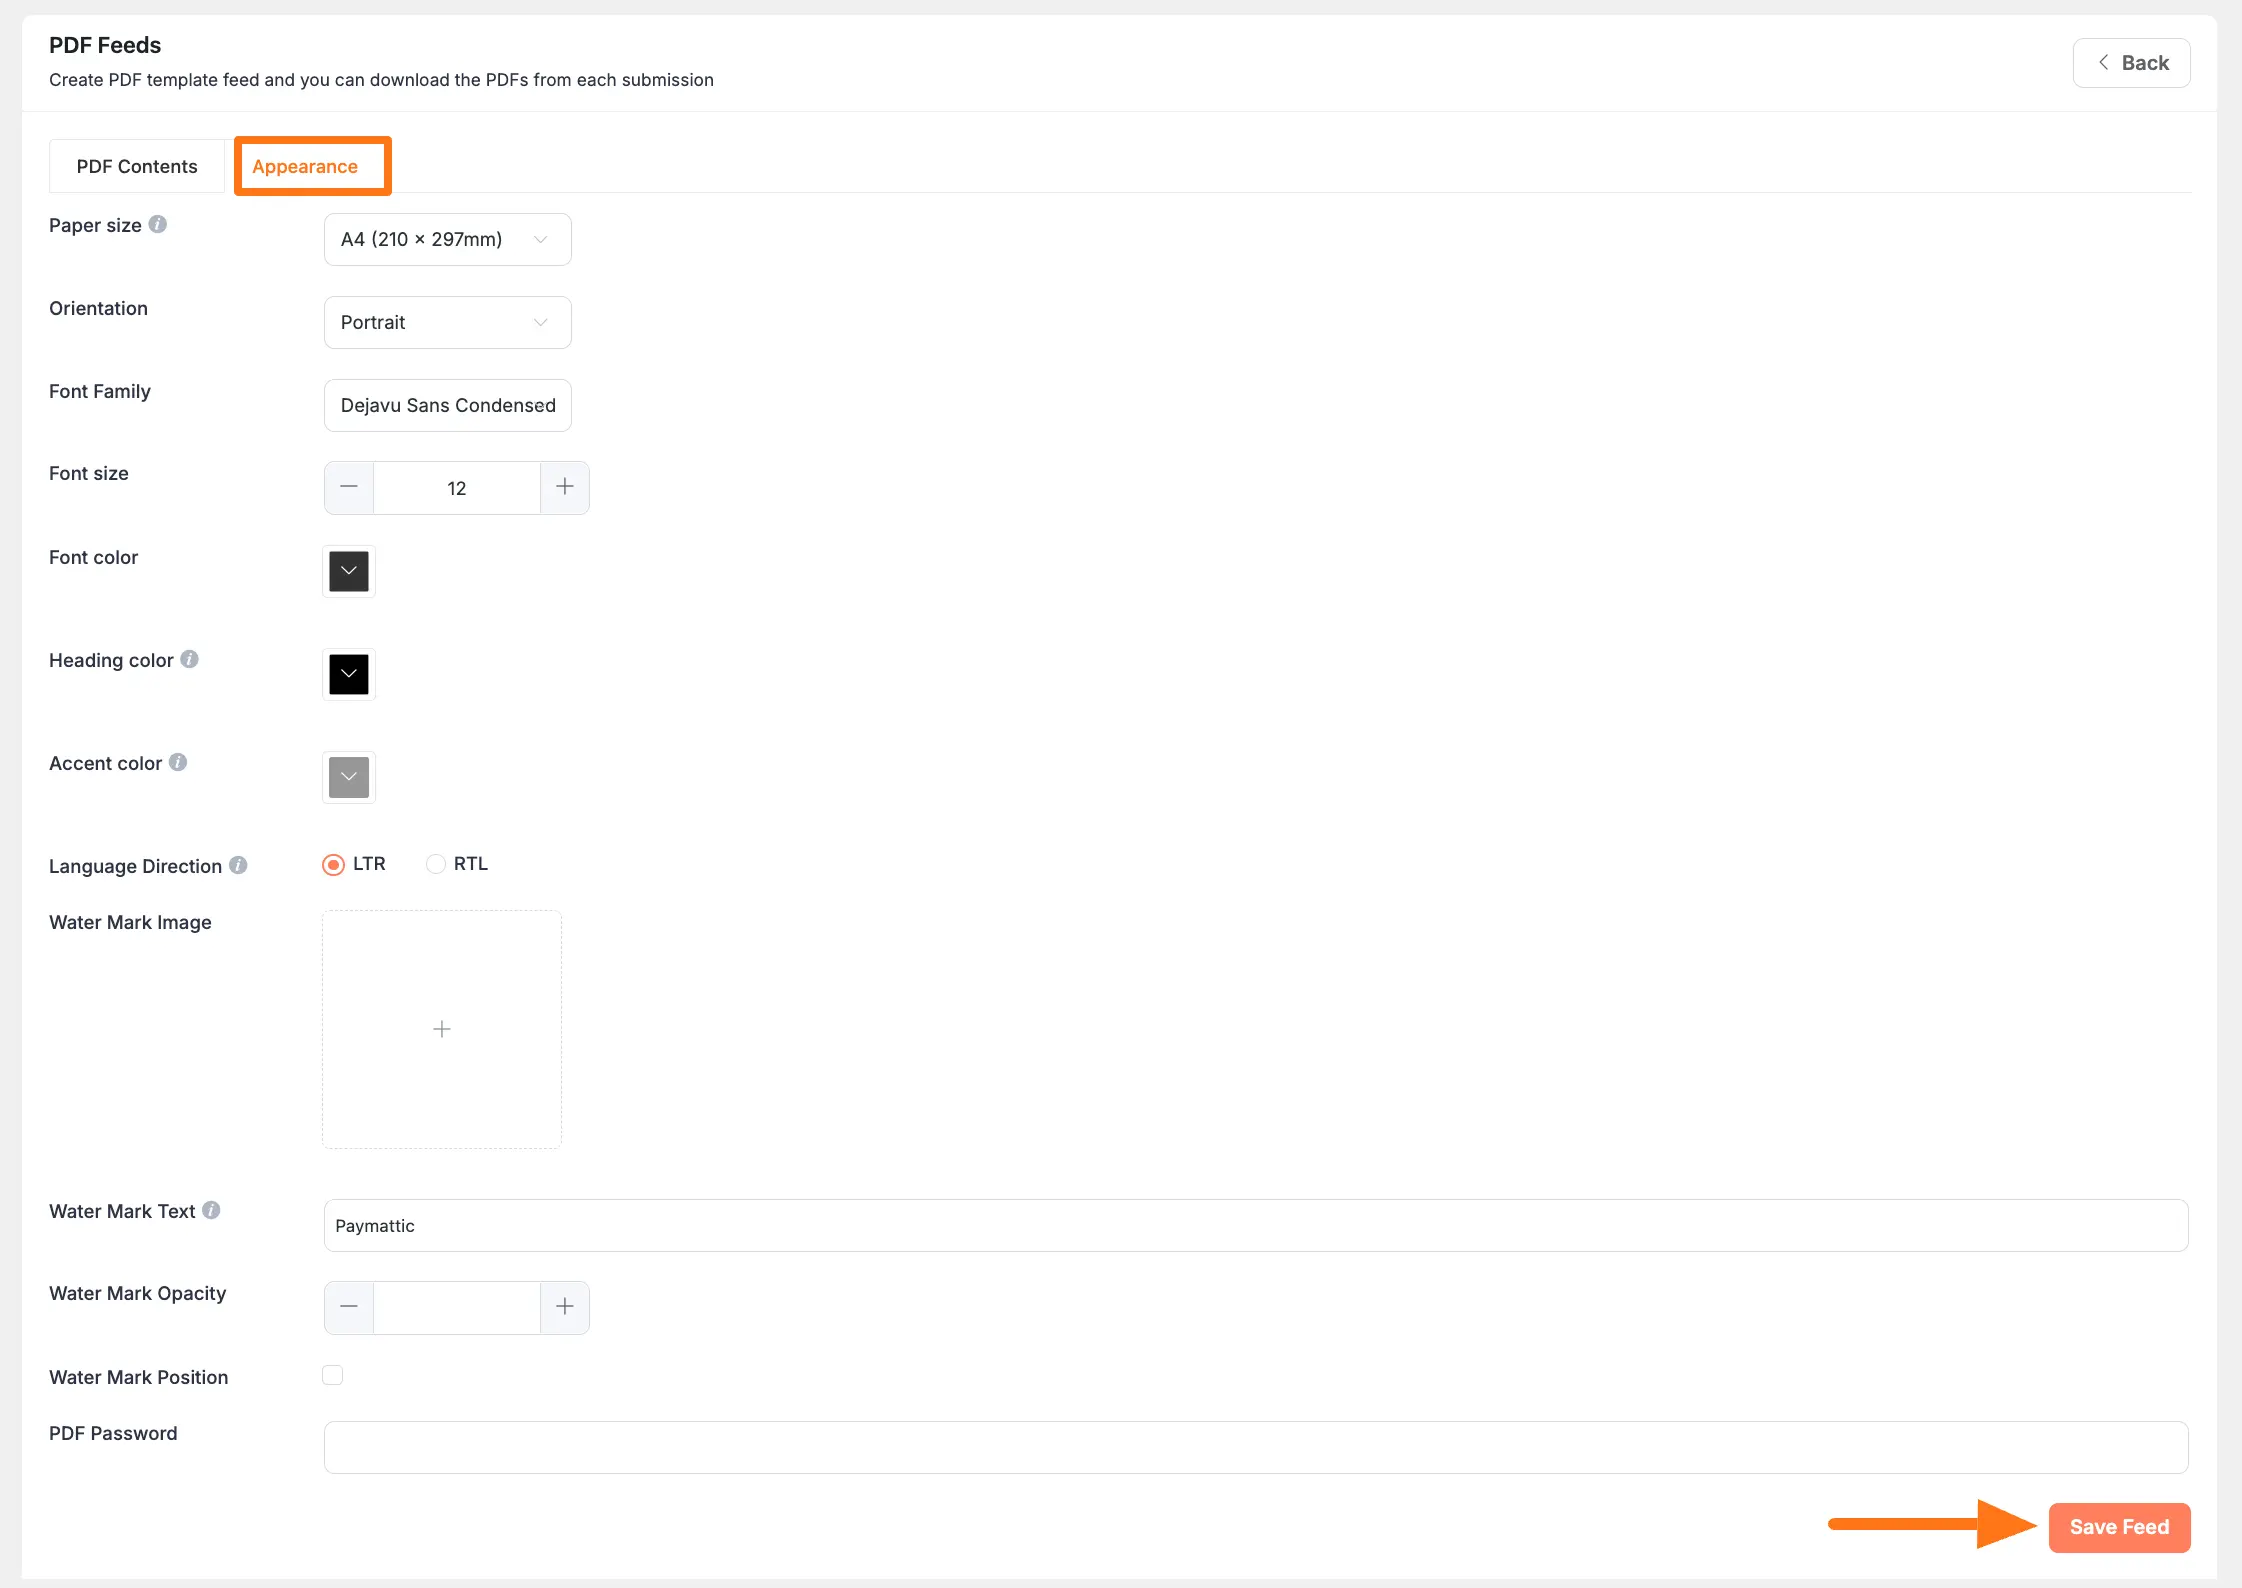 PDF Feeds
Create PDF template feed and you can download the PDFs from each submission
Back
PDF Contents
Appearance
Paper size
A4 (210 × 297mm)
Orientation
Portrait
Font Family
Dejavu Sans Condensed
Font size
12
Font color
Heading color
Accent color
Language Direction
LTR
RTL
Water Mark Image
Water Mark Text
Paymattic
Water Mark Opacity
Water Mark Position
PDF Password
Save Feed